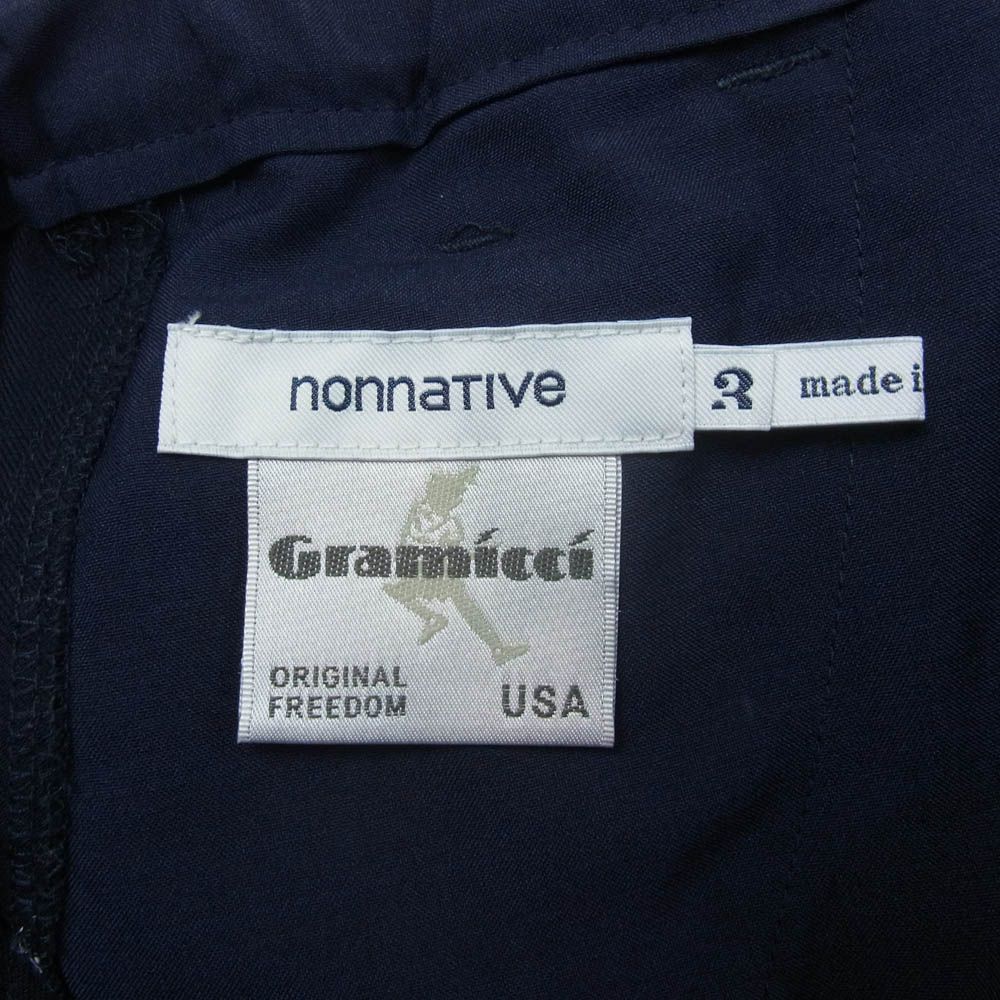 nonnative
3
made i
Gramicci
ORIGINAL
FREEDOM
USA